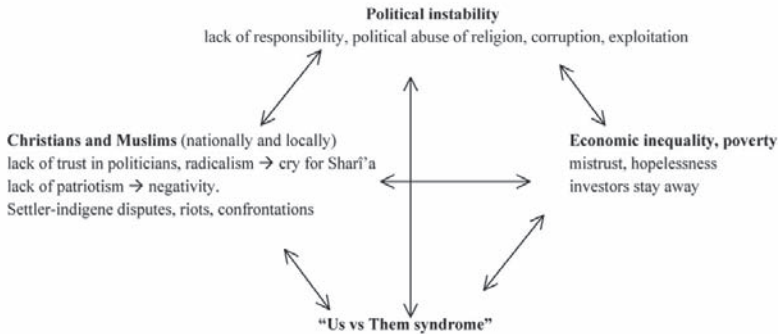 Political instability
lack of responsibility, political abuse of religion, corruption, exploitation
Christians and Muslims (nationally and locally)
lack of trust in politicians, radicalism → cry for Sharî’a
lack of patriotism → negativity.
Settler-indigene disputes, riots, confrontations
Economic inequality, poverty
mistrust, hopelessness
investors stay away
“Us vs Them syndrome”